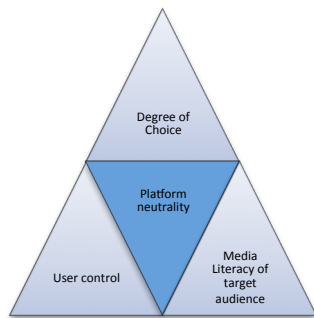 Degree of
Choice
Platform
neutrality
User control
Media
Literacy of
target
audience